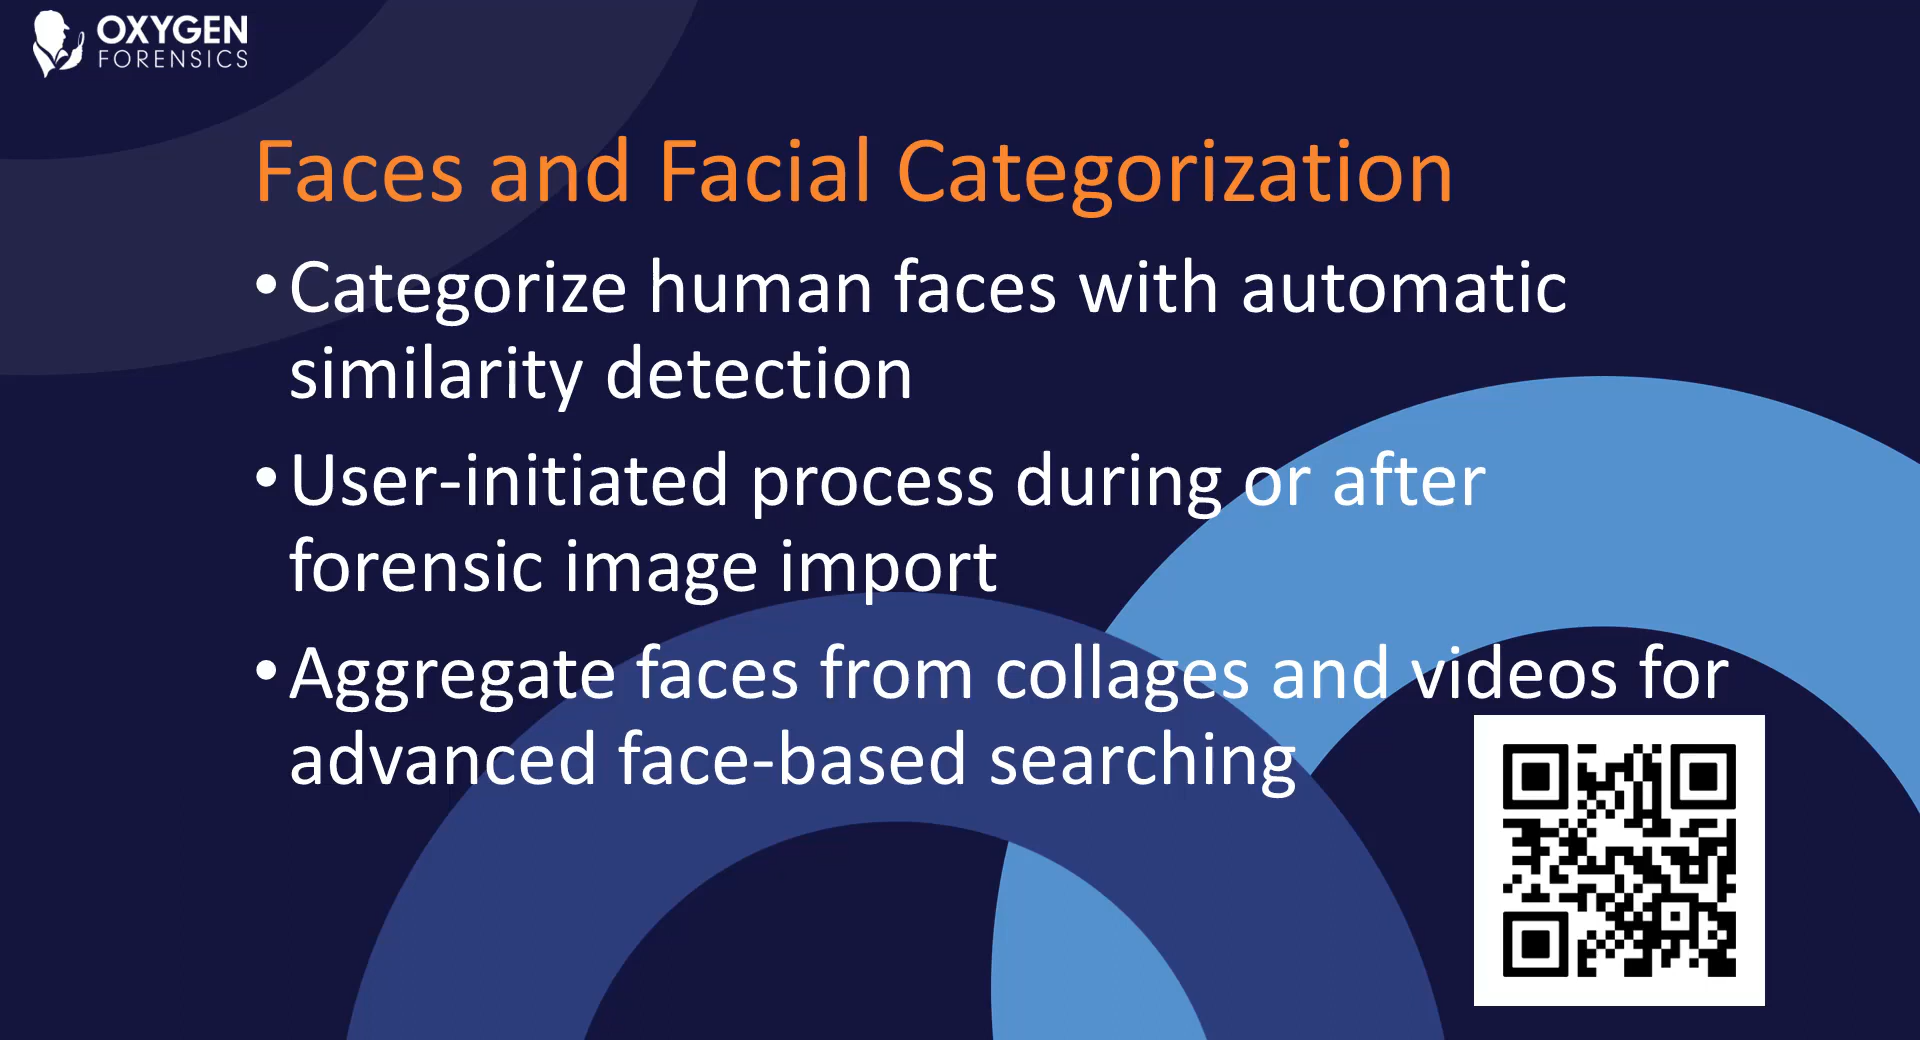 OXYGEN
FORENSICS
Faces and Facial Categorization
• Categorize human faces with automatic
similarity detection
• User-initiated process during or after
forensic image import
• Aggregate faces from collages and videos for
advanced face-based searching